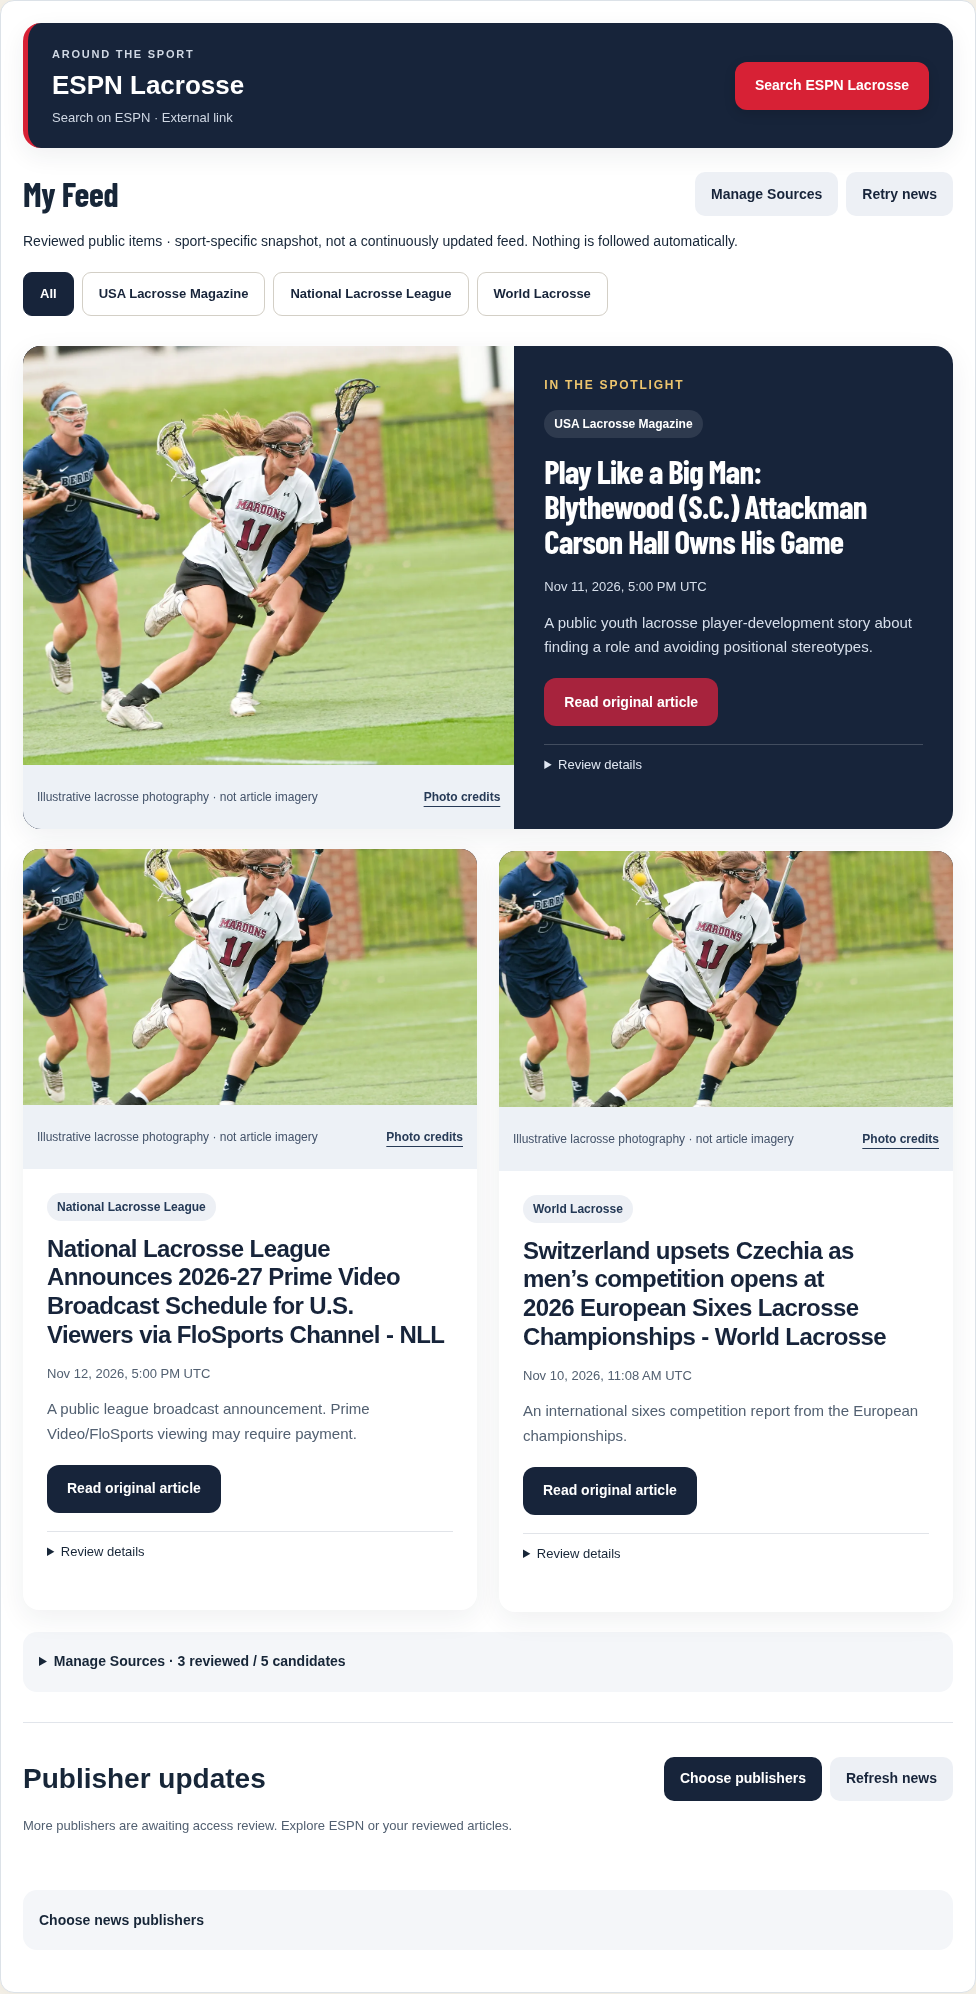 AROUND THE SPORT
ESPN Lacrosse
Search on ESPN · External link
Search ESPN Lacrosse
My Feed
Manage Sources
Retry news
Reviewed public items · sport-specific snapshot, not a continuously updated feed. Nothing is followed automatically.
All
USA Lacrosse Magazine
National Lacrosse League
World Lacrosse
BERRY
MAROONS
11
Illustrative lacrosse photography · not article imagery
Photo credits
IN THE SPOTLIGHT
USA Lacrosse Magazine
Play Like a Big Man:
Blythewood (S.C.) Attackman
Carson Hall Owns His Game
Nov 11, 2026, 5:00 PM UTC
A public youth lacrosse player-development story about
finding a role and avoiding positional stereotypes.
Read original article
▶ Review details
MAROONS
11
Illustrative lacrosse photography · not article imagery
Photo credits
National Lacrosse League
National Lacrosse League
Announces 2026-27 Prime Video
Broadcast Schedule for U.S.
Viewers via FloSports Channel - NLL
Nov 12, 2026, 5:00 PM UTC
A public league broadcast announcement. Prime
Video/FloSports viewing may require payment.
Read original article
▶ Review details
MAROONS
11
Illustrative lacrosse photography · not article imagery
Photo credits
World Lacrosse
Switzerland upsets Czechia as
men’s competition opens at
2026 European Sixes Lacrosse
Championships - World Lacrosse
Nov 10, 2026, 11:08 AM UTC
An international sixes competition report from the European
championships.
Read original article
▶ Review details
▶ Manage Sources · 3 reviewed / 5 candidates
Publisher updates
Choose publishers
Refresh news
More publishers are awaiting access review. Explore ESPN or your reviewed articles.
Choose news publishers